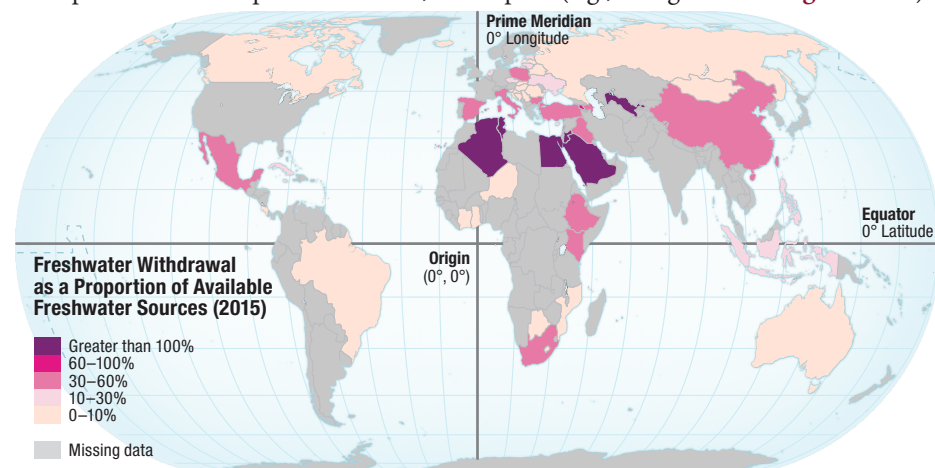 Prime Meridian
0° Longitude
Equator
0° Latitude
Origin
(0°, 0°)
Freshwater Withdrawal
as a Proportion of Available
Freshwater Sources (2015)
Greater than 100%
60–100%
30–60%
10–30%
0–10%
Missing data